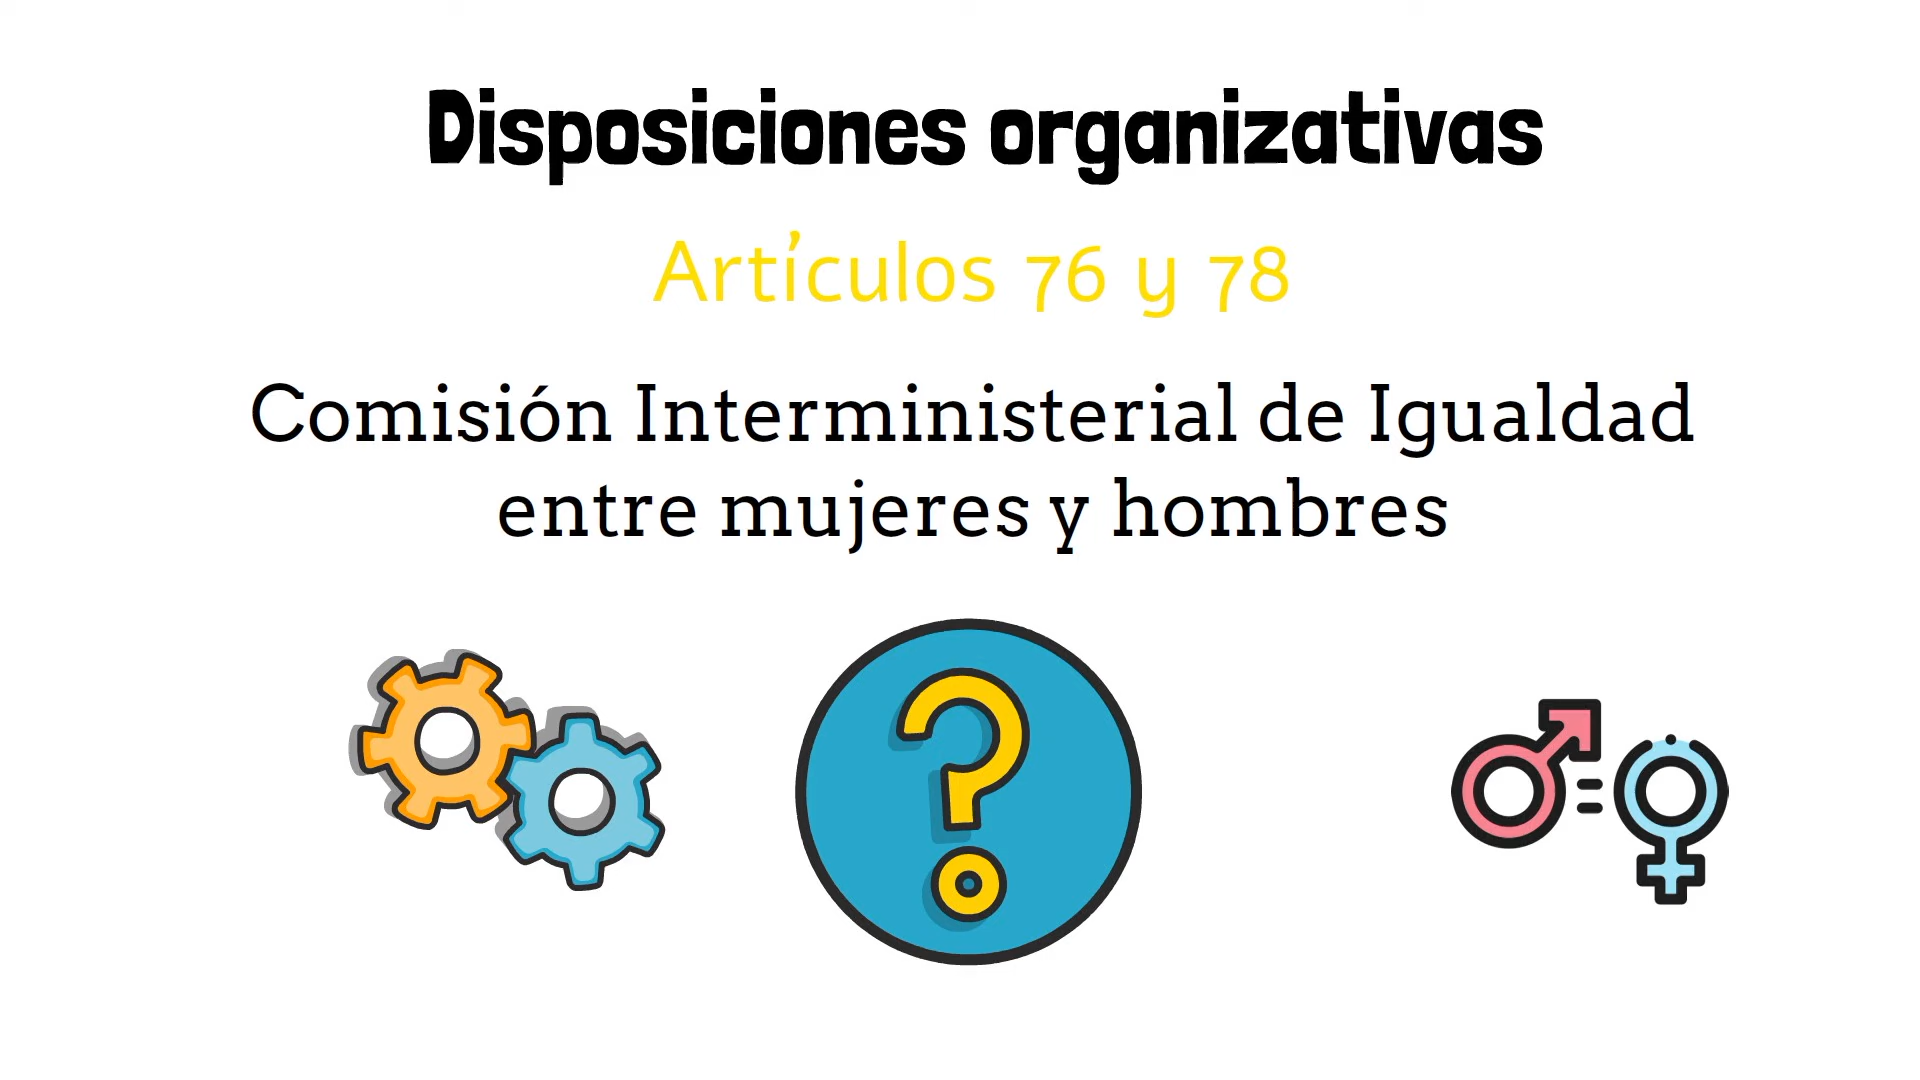 Disposiciones organizativas
Artículos 76 y 78
Comisión Interministerial de Igualdad
entre mujeres y hombres